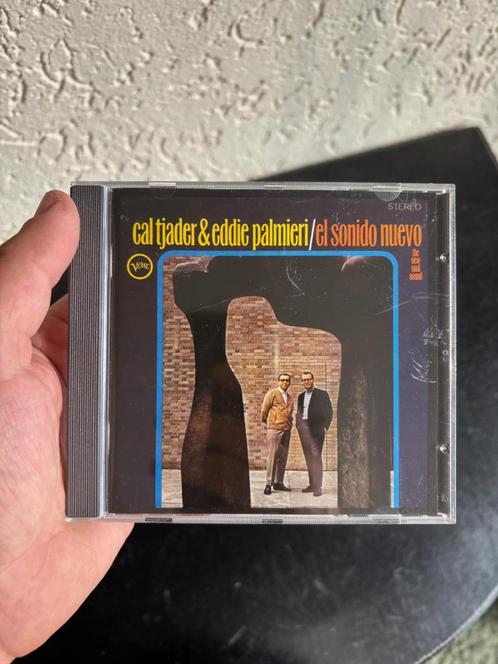 STEREO
cal tjader & eddie palmieri/el sonido nuevo
the
new
soul
sound
Verve